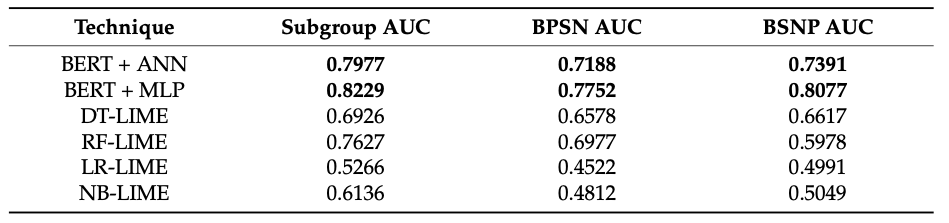 Technique Subgroup AUC BPSN AUC BSNP AUC
BERT + ANN 0.7977 0.7188 0.7391
BERT + MLP 0.8229 0.7752 0.8077
DT-LIME 0.6926 0.6578 0.6617
RF-LIME 0.7627 0.6977 0.5978
LR-LIME 0.5266 0.4522 0.4991
NB-LIME 0.6136 0.4812 0.5049